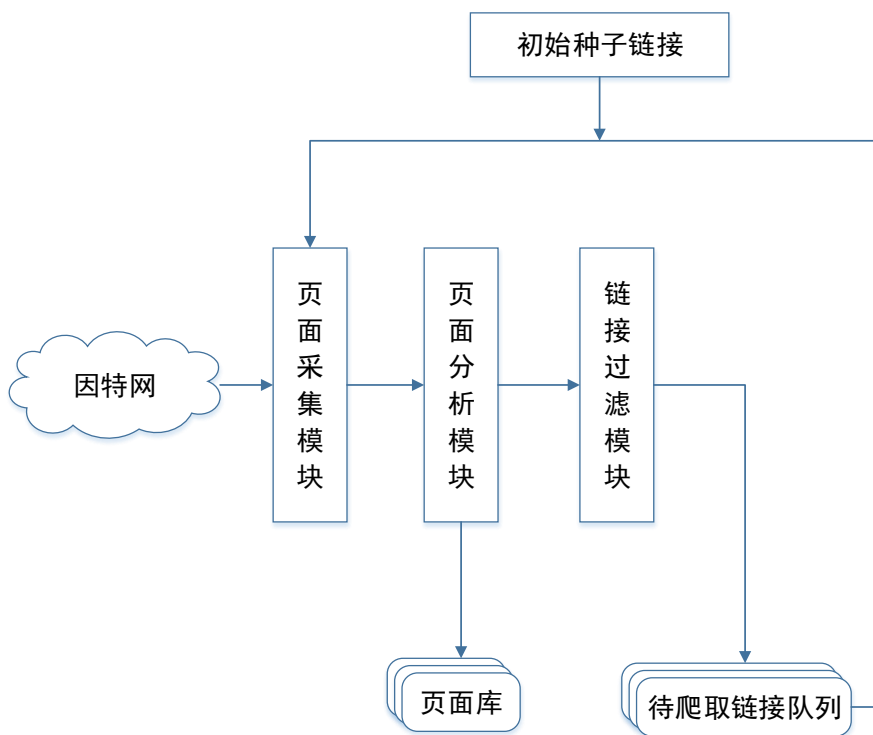 初始种子链接
因特网
页面采集模块
页面分析模块
链接过滤模块
页面库
待爬取链接队列